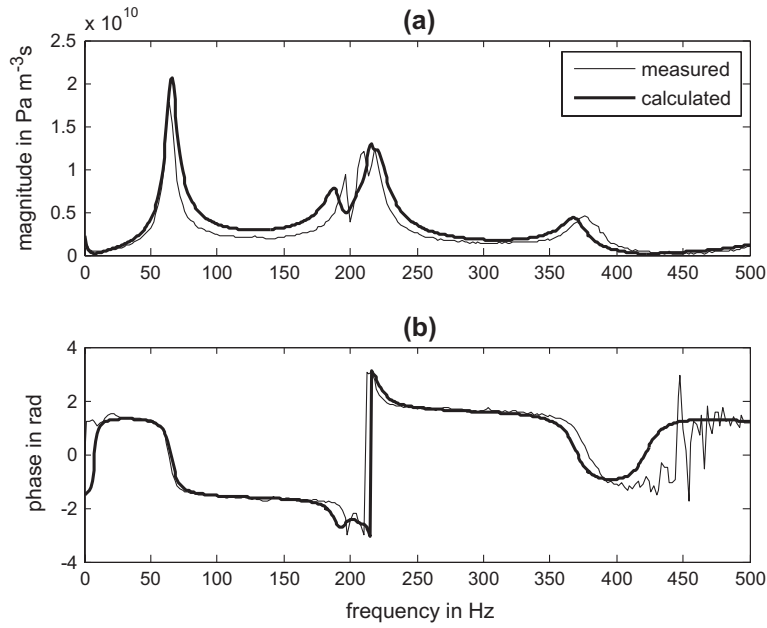 (a)
x 10^10
magnitude in Pa m^-3s
2.5
2
1.5
1
0.5
0
measured
calculated
0 50 100 150 200 250 300 350 400 450 500
(b)
phase in rad
4
2
0
-2
-4
0 50 100 150 200 250 300 350 400 450 500
frequency in Hz